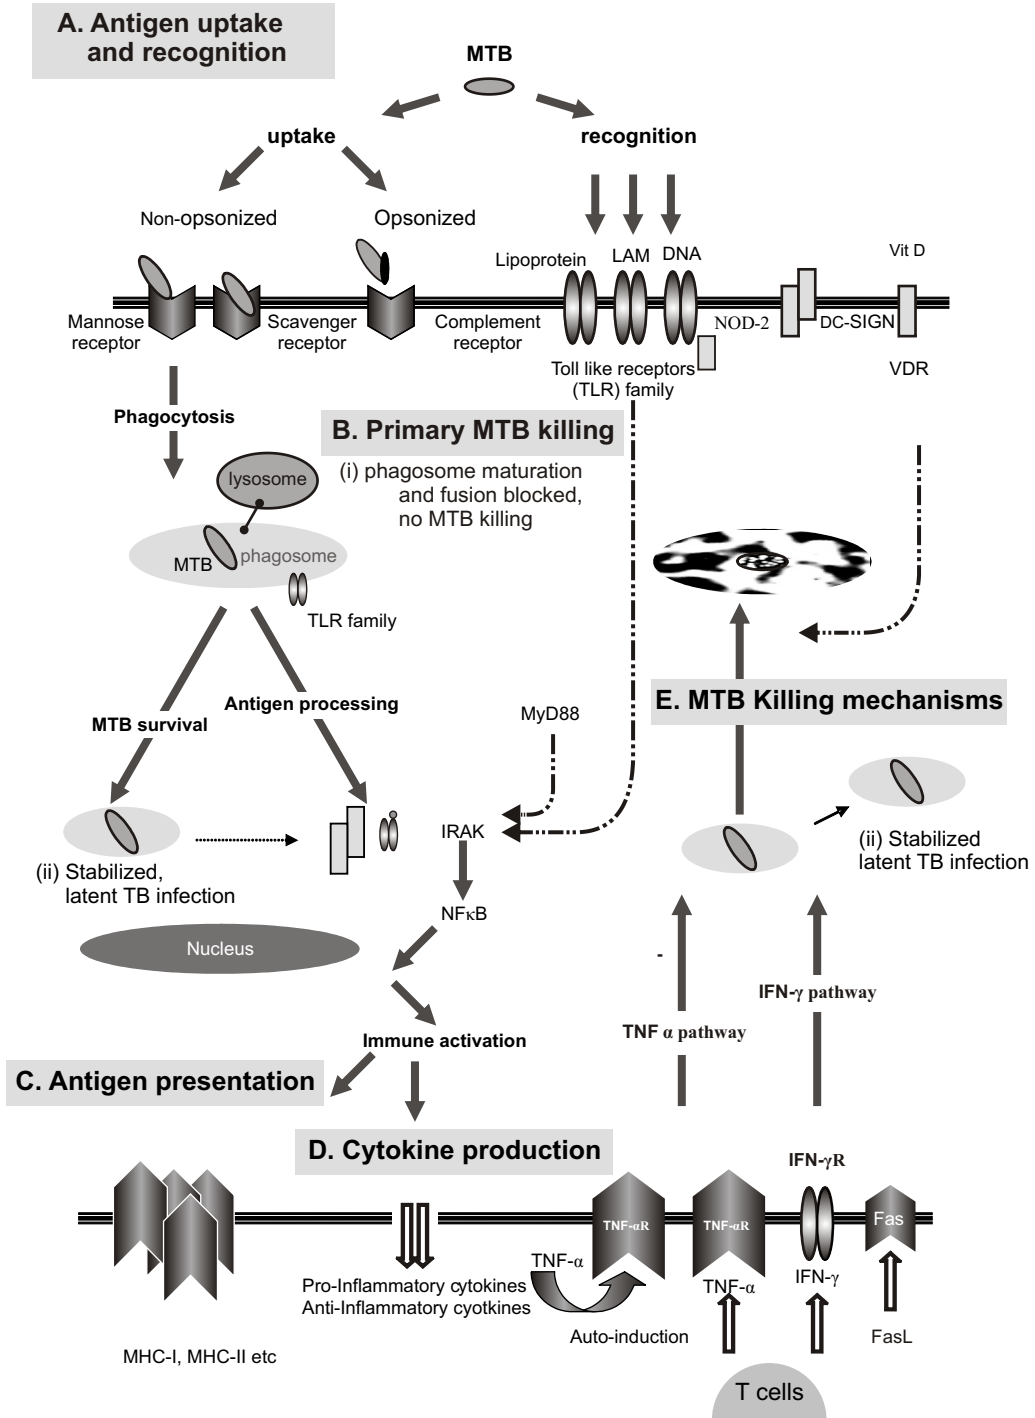 A. Antigen uptake
and recognition
MTB
uptake
recognition
Non-opsonized
Opsonized
Lipoprotein
LAM
DNA
Vit D
Mannose
receptor
Scavenger
receptor
Complement
receptor
NOD-2
DC-SIGN
Toll like receptors
(TLR) family
VDR
Phagocytosis
B. Primary MTB killing
(i) phagosome maturation
and fusion blocked,
no MTB killing
lysosome
MTB
phagosome
TLR family
MTB survival
Antigen processing
MyD88
E. MTB Killing mechanisms
IRAK
(ii) Stabilized,
latent TB infection
(ii) Stabilized
latent TB infection
NFκB
Nucleus
-
IFN-γ pathway
TNF α pathway
Immune activation
C. Antigen presentation
D. Cytokine production
IFN-γR
TNF-αR
TNF-αR
Fas
TNF-α
TNF-α
IFN-γ
Pro-Inflammatory cytokines
Anti-Inflammatory cyotkines
Auto-induction
FasL
MHC-I, MHC-II etc
T cells